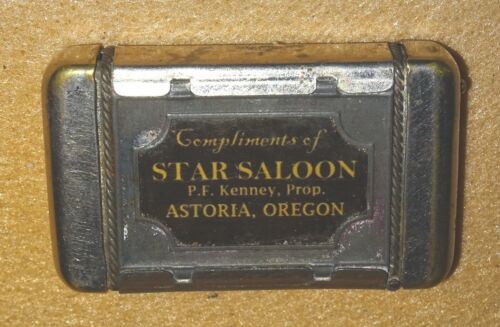 Compliments of
STAR SALOON
P.F. Kenney, Prop.
ASTORIA, OREGON